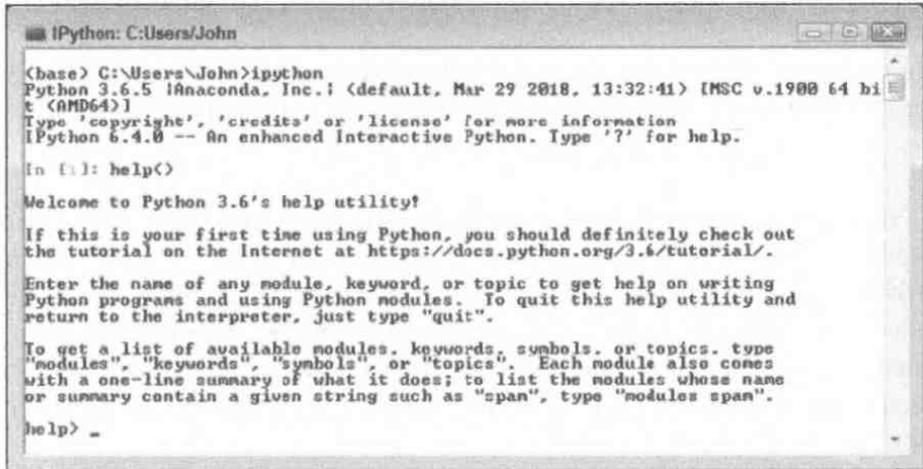 IPython: C:Users/John
(base) C:\Users\John>ipython
Python 3.6.5 |Anaconda, Inc.| (default, Mar 29 2018, 13:32:41) [MSC v.1900 64 bi
t (AMD64)]
Type 'copyright', 'credits' or 'license' for more information
IPython 6.4.0 -- An enhanced Interactive Python. Type '?' for help.
In [1]: help()
Welcome to Python 3.6's help utility!
If this is your first time using Python, you should definitely check out
the tutorial on the Internet at https://docs.python.org/3.6/tutorial/.
Enter the name of any module, keyword, or topic to get help on writing
Python programs and using Python modules.  To quit this help utility and
return to the interpreter, just type "quit".
To get a list of available modules, keywords, symbols, or topics, type
"modules", "keywords", "symbols", or "topics".  Each module also comes
with a one-line summary of what it does; to list the modules whose name
or summary contain a given string such as "spam", type "modules spam".
help> _